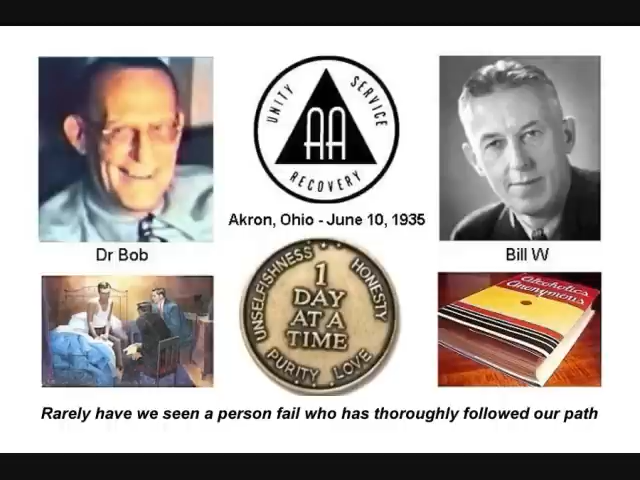 UNITY
SERVICE
AA
RECOVERY
Akron, Ohio - June 10, 1935
Dr Bob
Bill W
UNSELFISHNESS
HONESTY
1
DAY
AT A
TIME
PURITY
LOVE
Alcoholics
Anonymous
Rarely have we seen a person fail who has thoroughly followed our path